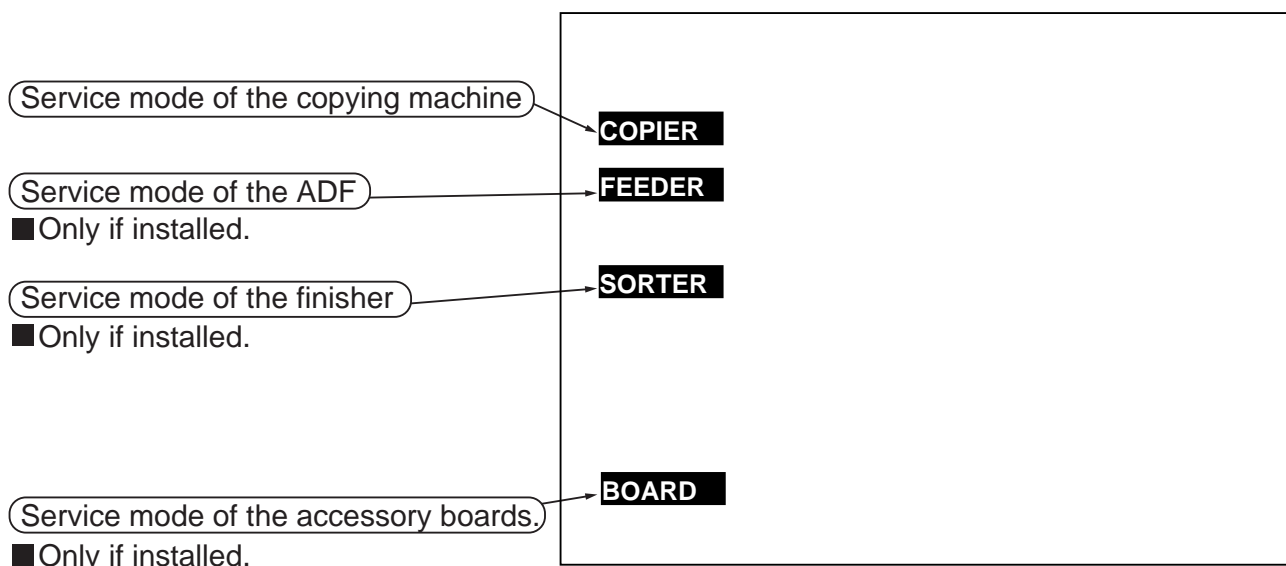 Service mode of the copying machine
COPIER
Service mode of the ADF
FEEDER
■Only if installed.
Service mode of the finisher
SORTER
■Only if installed.
BOARD
Service mode of the accessory boards.
■Only if installed.